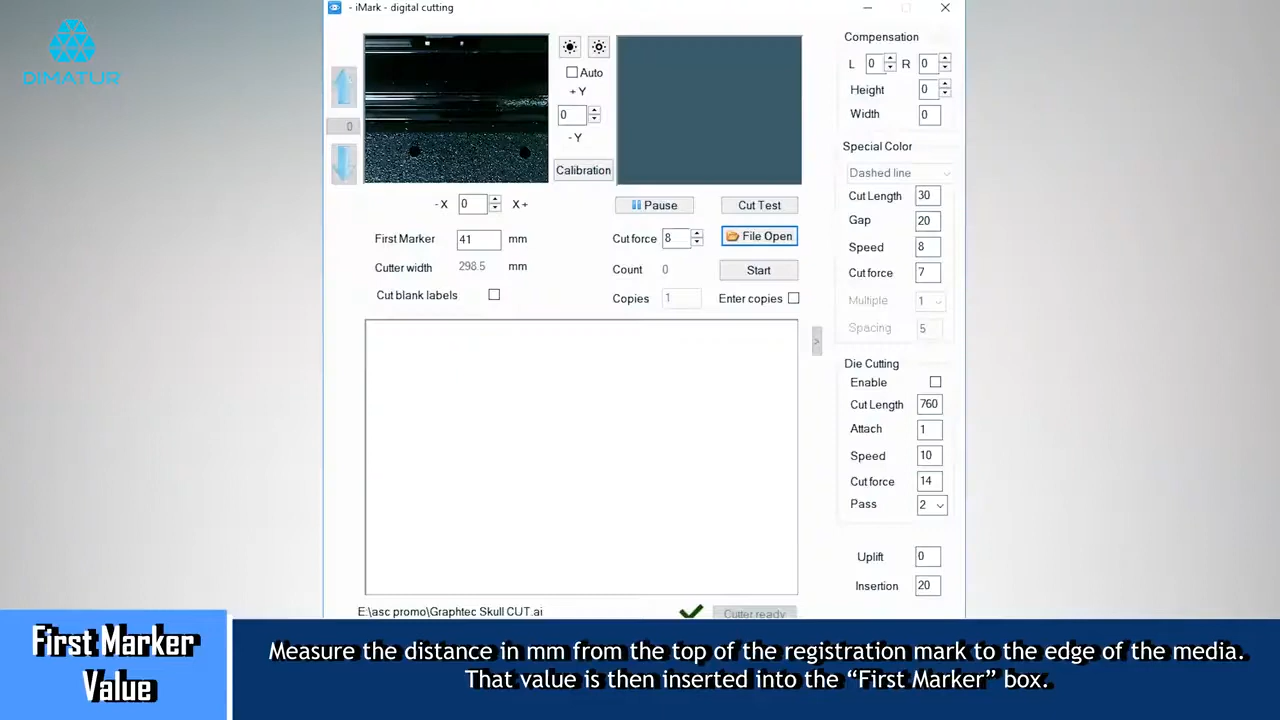 - iMark - digital cutting
DIMATUR
Auto
+ Y
0
- Y
Calibration
0
- X
0
X+
First Marker
41
mm
Cutter width
298.5
mm
Cut blank labels
Pause
Cut Test
Cut force
8
File Open
Count
0
Start
Copies
1
Enter copies
>
Compensation
L
0
R
0
Height
0
Width
0
Special Color
Dashed line
Cut Length
30
Gap
20
Speed
8
Cut force
7
Multiple
1
Spacing
5
Die Cutting
Enable
Cut Length
760
Attach
1
Speed
10
Cut force
14
Pass
2
Uplift
0
Insertion
20
E:\asc promo\Graphtec Skull CUT.ai
Cutter ready
First Marker
Value
Measure the distance in mm from the top of the registration mark to the edge of the media.
That value is then inserted into the “First Marker” box.